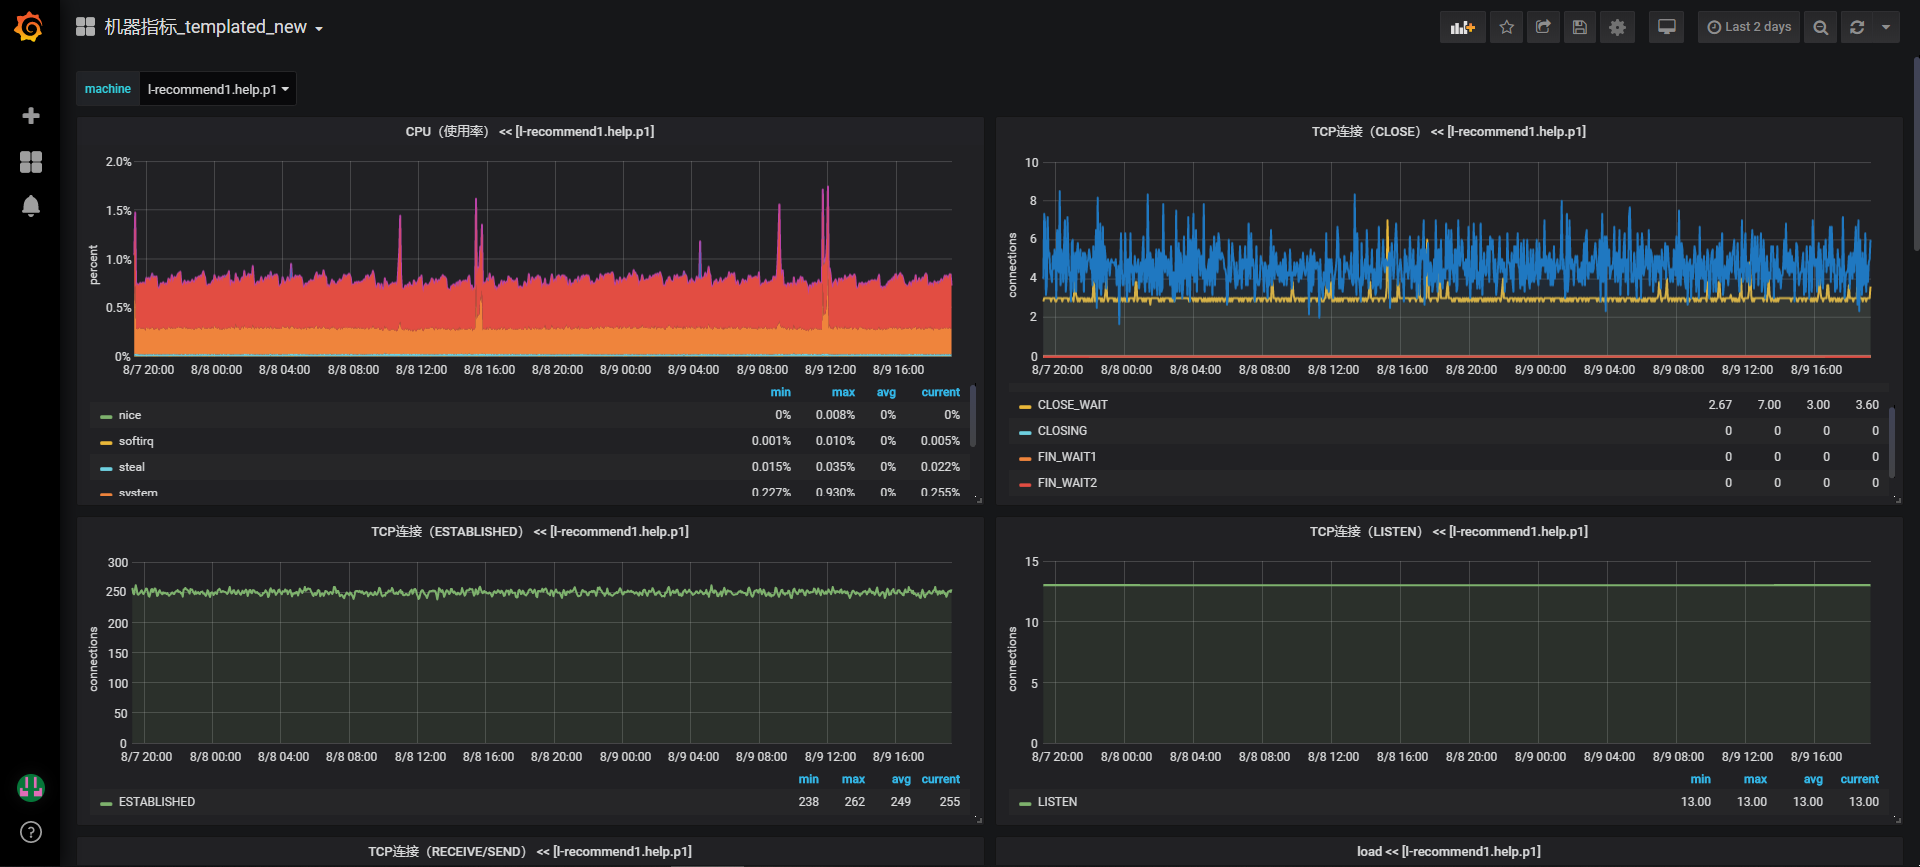 机器指标_templated_new
Last 2 days
machine l-recommend1.help.p1
CPU（使用率） << [l-recommend1.help.p1]
percent
2.0%
1.5%
1.0%
0.5%
0%
8/7 20:00 8/8 00:00 8/8 04:00 8/8 08:00 8/8 12:00 8/8 16:00 8/8 20:00 8/9 00:00 8/9 04:00 8/9 08:00 8/9 12:00 8/9 16:00
min max avg current
nice 0% 0.008% 0% 0%
softirq 0.001% 0.010% 0% 0.005%
steal 0.015% 0.035% 0% 0.022%
system 0.227% 0.930% 0% 0.255%
TCP连接（CLOSE） << [l-recommend1.help.p1]
connections
10
8
6
4
2
0
8/7 20:00 8/8 00:00 8/8 04:00 8/8 08:00 8/8 12:00 8/8 16:00 8/8 20:00 8/9 00:00 8/9 04:00 8/9 08:00 8/9 12:00 8/9 16:00
CLOSE_WAIT 2.67 7.00 3.00 3.60
CLOSING 0 0 0 0
FIN_WAIT1 0 0 0 0
FIN_WAIT2 0 0 0 0
TCP连接（ESTABLISHED） << [l-recommend1.help.p1]
connections
300
250
200
150
100
50
0
8/7 20:00 8/8 00:00 8/8 04:00 8/8 08:00 8/8 12:00 8/8 16:00 8/8 20:00 8/9 00:00 8/9 04:00 8/9 08:00 8/9 12:00 8/9 16:00
min max avg current
ESTABLISHED 238 262 249 255
TCP连接（LISTEN） << [l-recommend1.help.p1]
connections
15
10
5
0
8/7 20:00 8/8 00:00 8/8 04:00 8/8 08:00 8/8 12:00 8/8 16:00 8/8 20:00 8/9 00:00 8/9 04:00 8/9 08:00 8/9 12:00 8/9 16:00
min max avg current
LISTEN 13.00 13.00 13.00 13.00
TCP连接（RECEIVE/SEND） << [l-recommend1.help.p1]
load << [l-recommend1.help.p1]